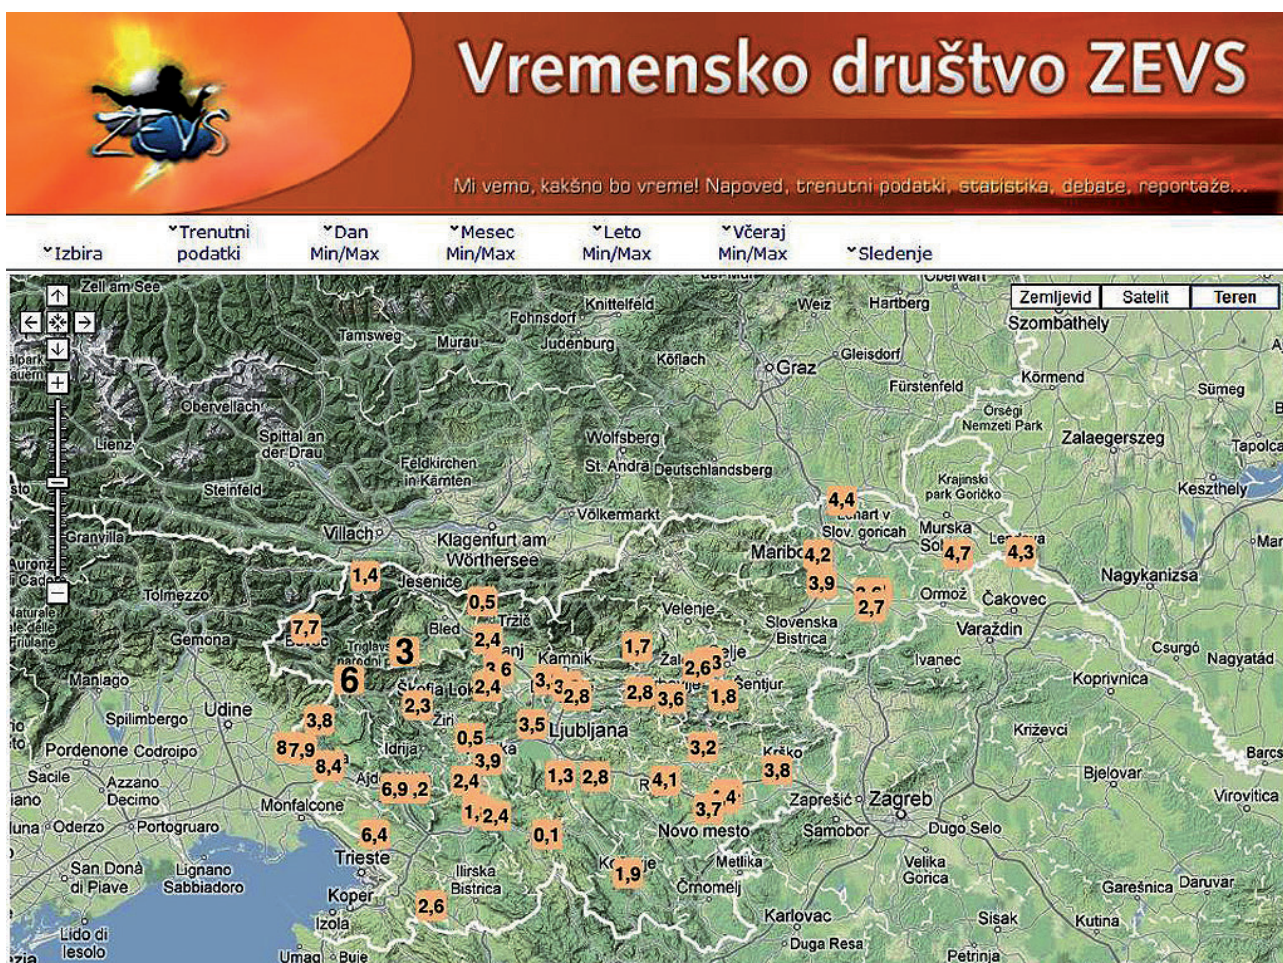 ZEVS
Vremensko društvo ZEVS
Mi vemo, kakšno bo vreme! Napoved, trenutni podatki, statistika, debate, reportaže...
Izbira
Trenutni podatki
Dan Min/Max
Mesec Min/Max
Leto Min/Max
Včeraj Min/Max
Sledenje
Zemljevid Satelit Teren
Zell am See
Knittelfeld
Weiz
Hartberg
Oberwart
Fohnsdorf
Szombathely
Tamsweg
Murau
Judenburg
Köflach
Gleisdorf
Graz
Körmend
Fürstenfeld
Sümeg
Obervellach
Őrségi
Nemzeti Park
Lienz
Spittal an
der Drau
Wolfsberg
Zalaegerszeg
Feldkirchen
in Kärnten
St. Andrä
Deutschlandsberg
Steinfeld
Krajinski
park Goričko
Keszthely
4,4
Völkermarkt
Slov. goricah
Murska
Granvilla
Villach
Klagenfurt am
Wörthersee
4,2
4,7
4,3
Nagykanizsa
1,4
Jesenice
3,9
Tolmezzo
0,5
Velenje
2,7
Ormož
Čakovec
Tržič
Slovenska
Bistrica
Varaždin
7,7
Bled
2,4
Gemona
3
1,7
Csurgó
Nagyatád
Kamnik
2,6
Ivanec
6
2,4
2,8
2,8
3,6
1,8
Šentjur
Koprivnica
Maniago
2,3
Spilimbergo
Udine
3,8
Žiri
3,5
Ljubljana
Križevci
0,5
8
7,9
Idrija
3,2
Krško
Pordenone
Codroipo
8,4
3,9
3,8
Barcs
Sacile
Azzano
Decimo
6,9
2,4
1,3
2,8
4,1
Bjelovar
Monfalcone
3,7
Zaprešić
Zagreb
Virovitica
2,4
Oderzo
Portogruaro
6,4
0,1
Novo mesto
Samobor
Dugo Selo
Trieste
San Donà
di Piave
Lignano
Sabbiadoro
Ilirska
Bistrica
1,9
Metlika
Velika
Gorica
Črnomelj
Garešnica
Daruvar
Koper
2,6
Izola
Karlovac
Sisak
Kutina
Lido di
Iesolo
Duga Resa
Umag
Buje
Petrinja